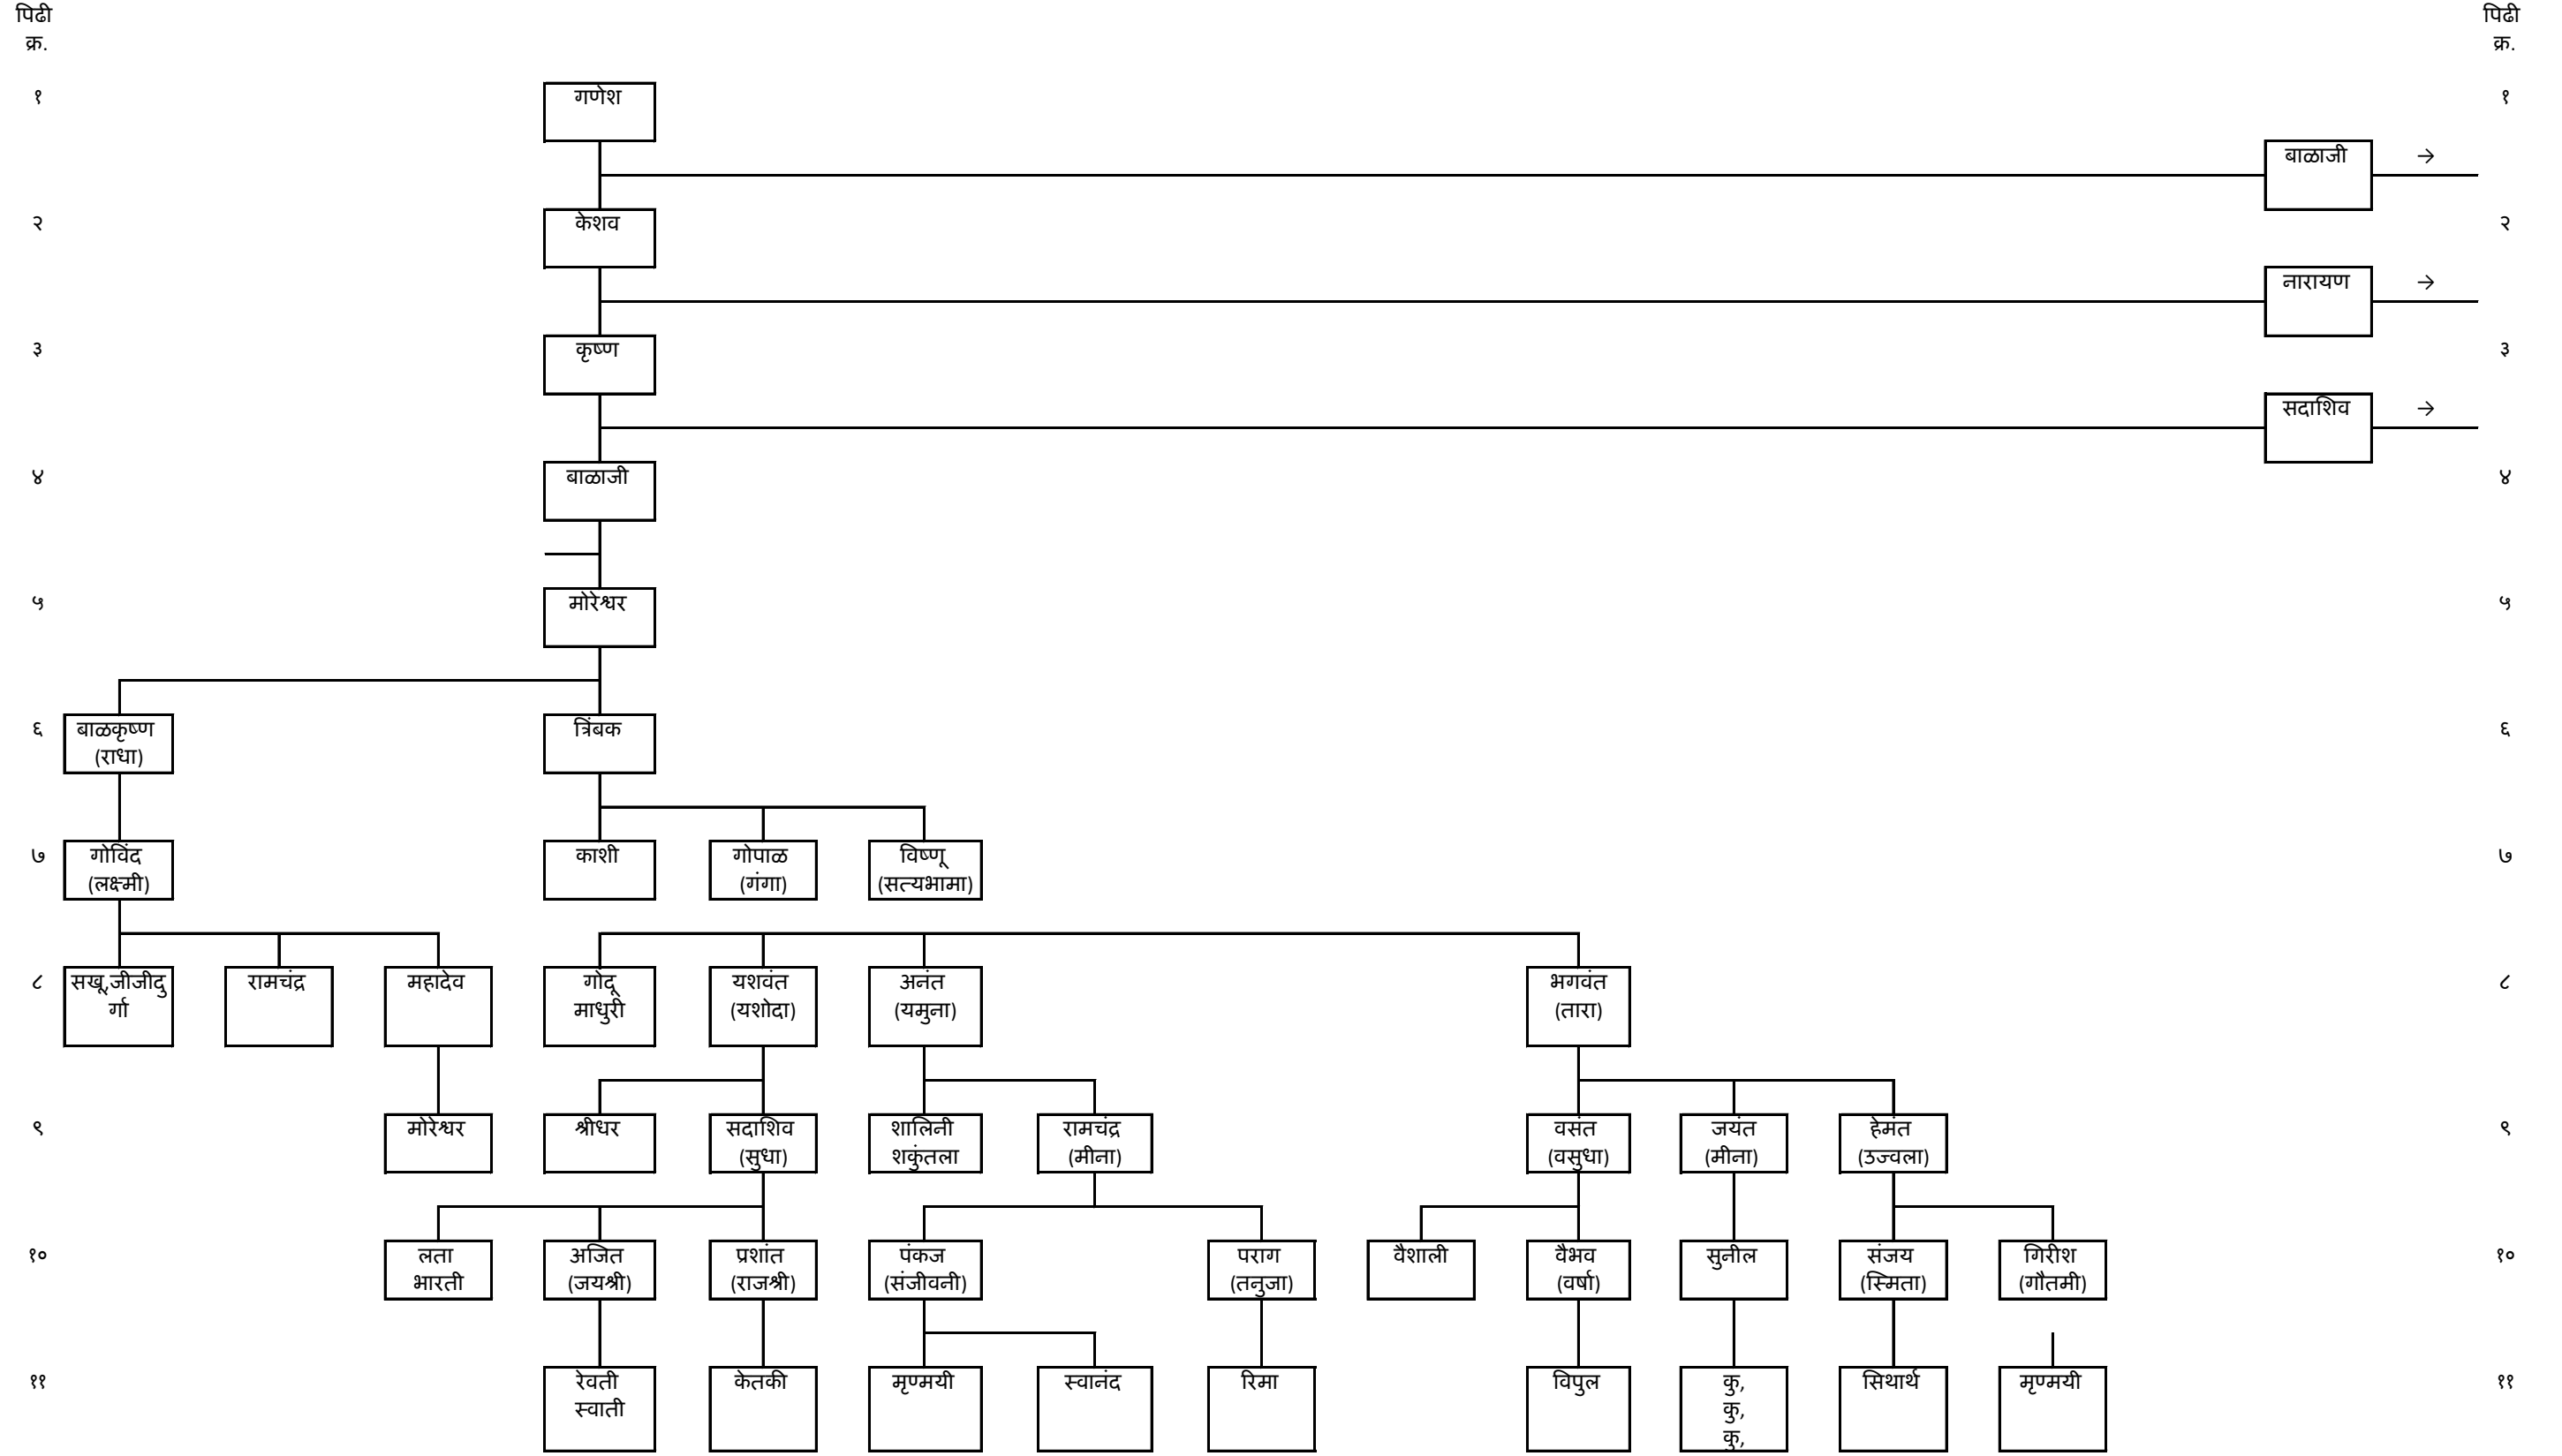 पिढी पिढी
क्र. क्र.
१ गणेश १
बाळाजी →
२ केशव २
नारायण →
३ कृष्ण ३
सदाशिव →
४ बाळाजी ४
५ मोरेश्वर ५
६ बाळकृष्ण त्रिंबक ६
(राधा)
७ गोविंद काशी गोपाळ विष्णू ७
(लक्ष्मी) (गंगा) (सत्यभामा)
८ सखू,जीजीदु रामचंद्र महादेव गोदू यशवंत अनंत भगवंत ८
र्गा माधुरी (यशोदा) (यमुना) (तारा)
९ मोरेश्वर श्रीधर सदाशिव शालिनी रामचंद्र वसंत जयंत हेमंत ९
(सुधा) शकुंतला (मीना) (वसुधा) (मीना) (उज्वला)
१० लता अजित प्रशांत पंकज पराग वैशाली वैभव सुनील संजय गिरीश १०
भारती (जयश्री) (राजश्री) (संजीवनी) (तनुजा) (वर्षा) (स्मिता) (गौतमी)
११ रेवती केतकी मृण्मयी स्वानंद रिमा विपुल कु, सिथार्थ मृण्मयी ११
स्वाती कु,
कु,